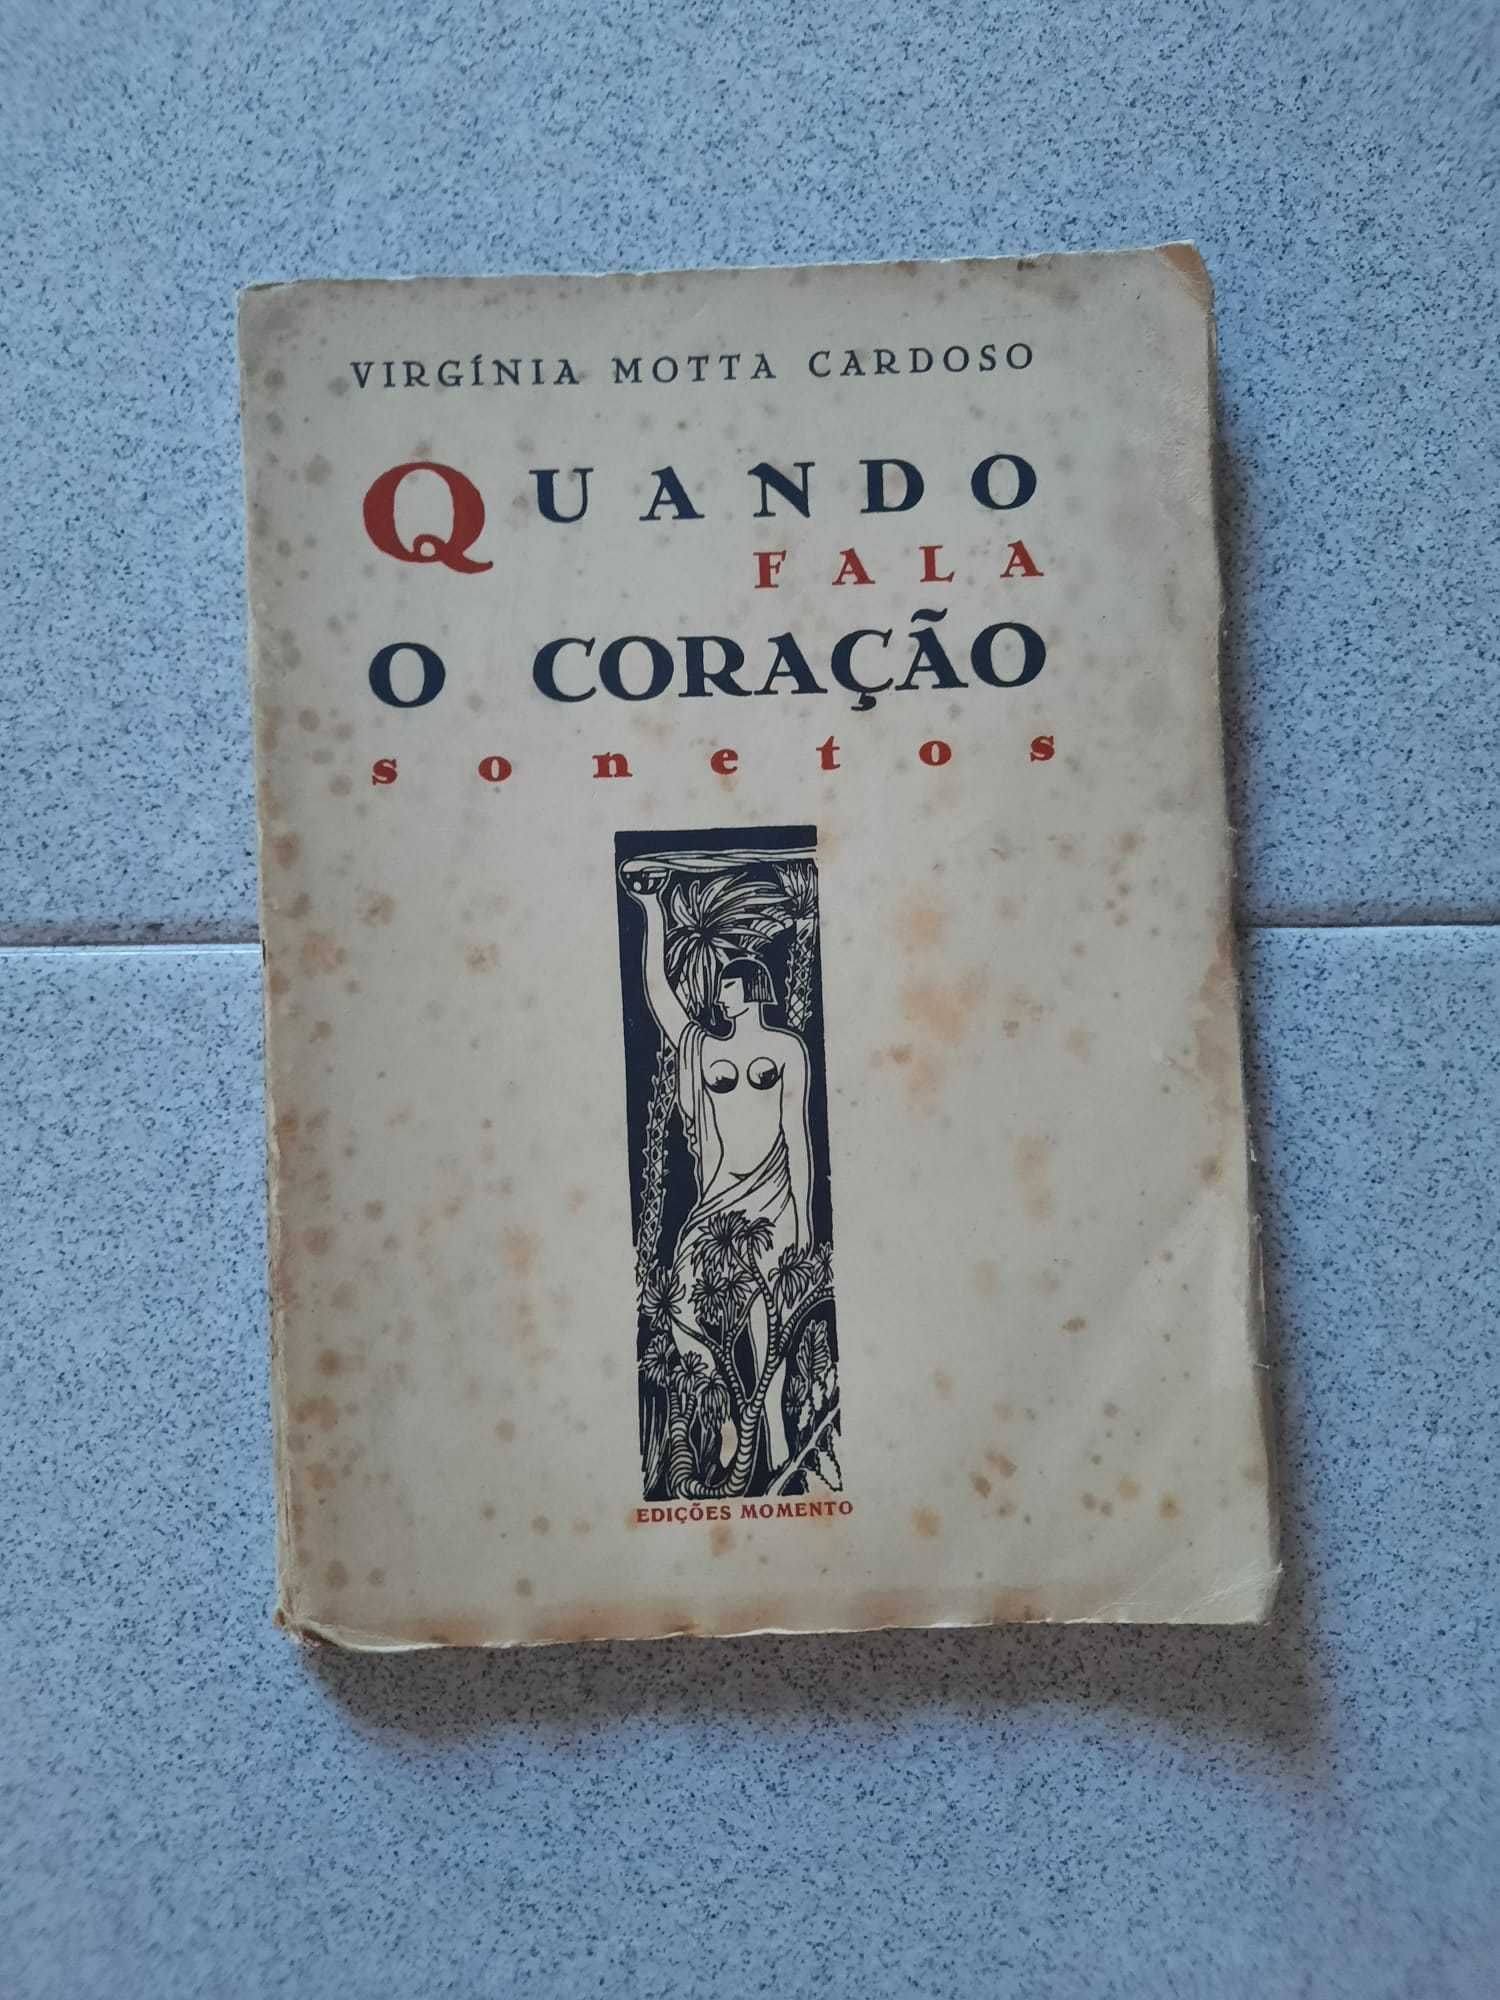 VIRGÍNIA MOTTA CARDOSO
QUANDO
FALA
O CORAÇÃO
sonetos
EDIÇÕES MOMENTO